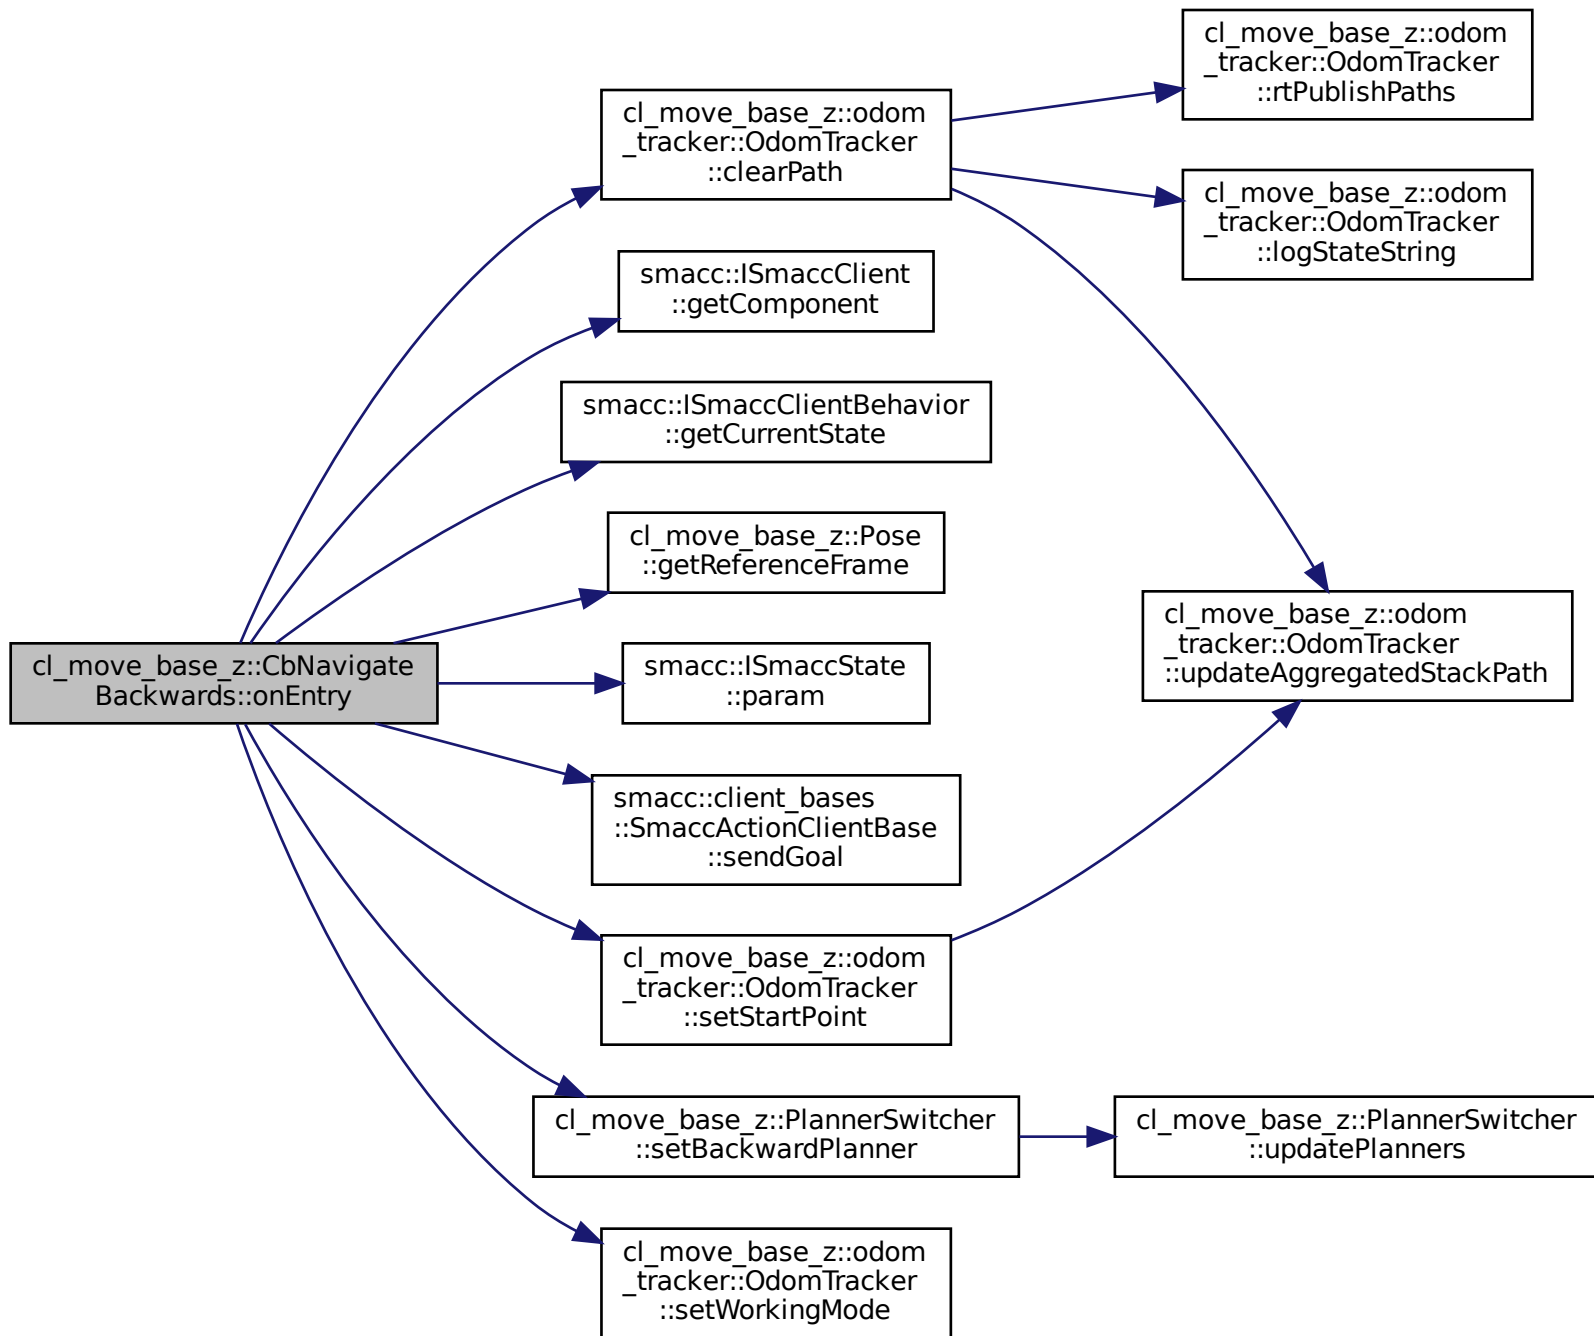 cl_move_base_z::odom
_tracker::OdomTracker
::rtPublishPaths
cl_move_base_z::odom
_tracker::OdomTracker
::clearPath
cl_move_base_z::odom
_tracker::OdomTracker
::logStateString
smacc::ISmaccClient
::getComponent
smacc::ISmaccClientBehavior
::getCurrentState
cl_move_base_z::Pose
::getReferenceFrame
cl_move_base_z::odom
_tracker::OdomTracker
::updateAggregatedStackPath
cl_move_base_z::CbNavigate
Backwards::onEntry
smacc::ISmaccState
::param
smacc::client_bases
::SmaccActionClientBase
::sendGoal
cl_move_base_z::odom
_tracker::OdomTracker
::setStartPoint
cl_move_base_z::PlannerSwitcher
::setBackwardPlanner
cl_move_base_z::PlannerSwitcher
::updatePlanners
cl_move_base_z::odom
_tracker::OdomTracker
::setWorkingMode